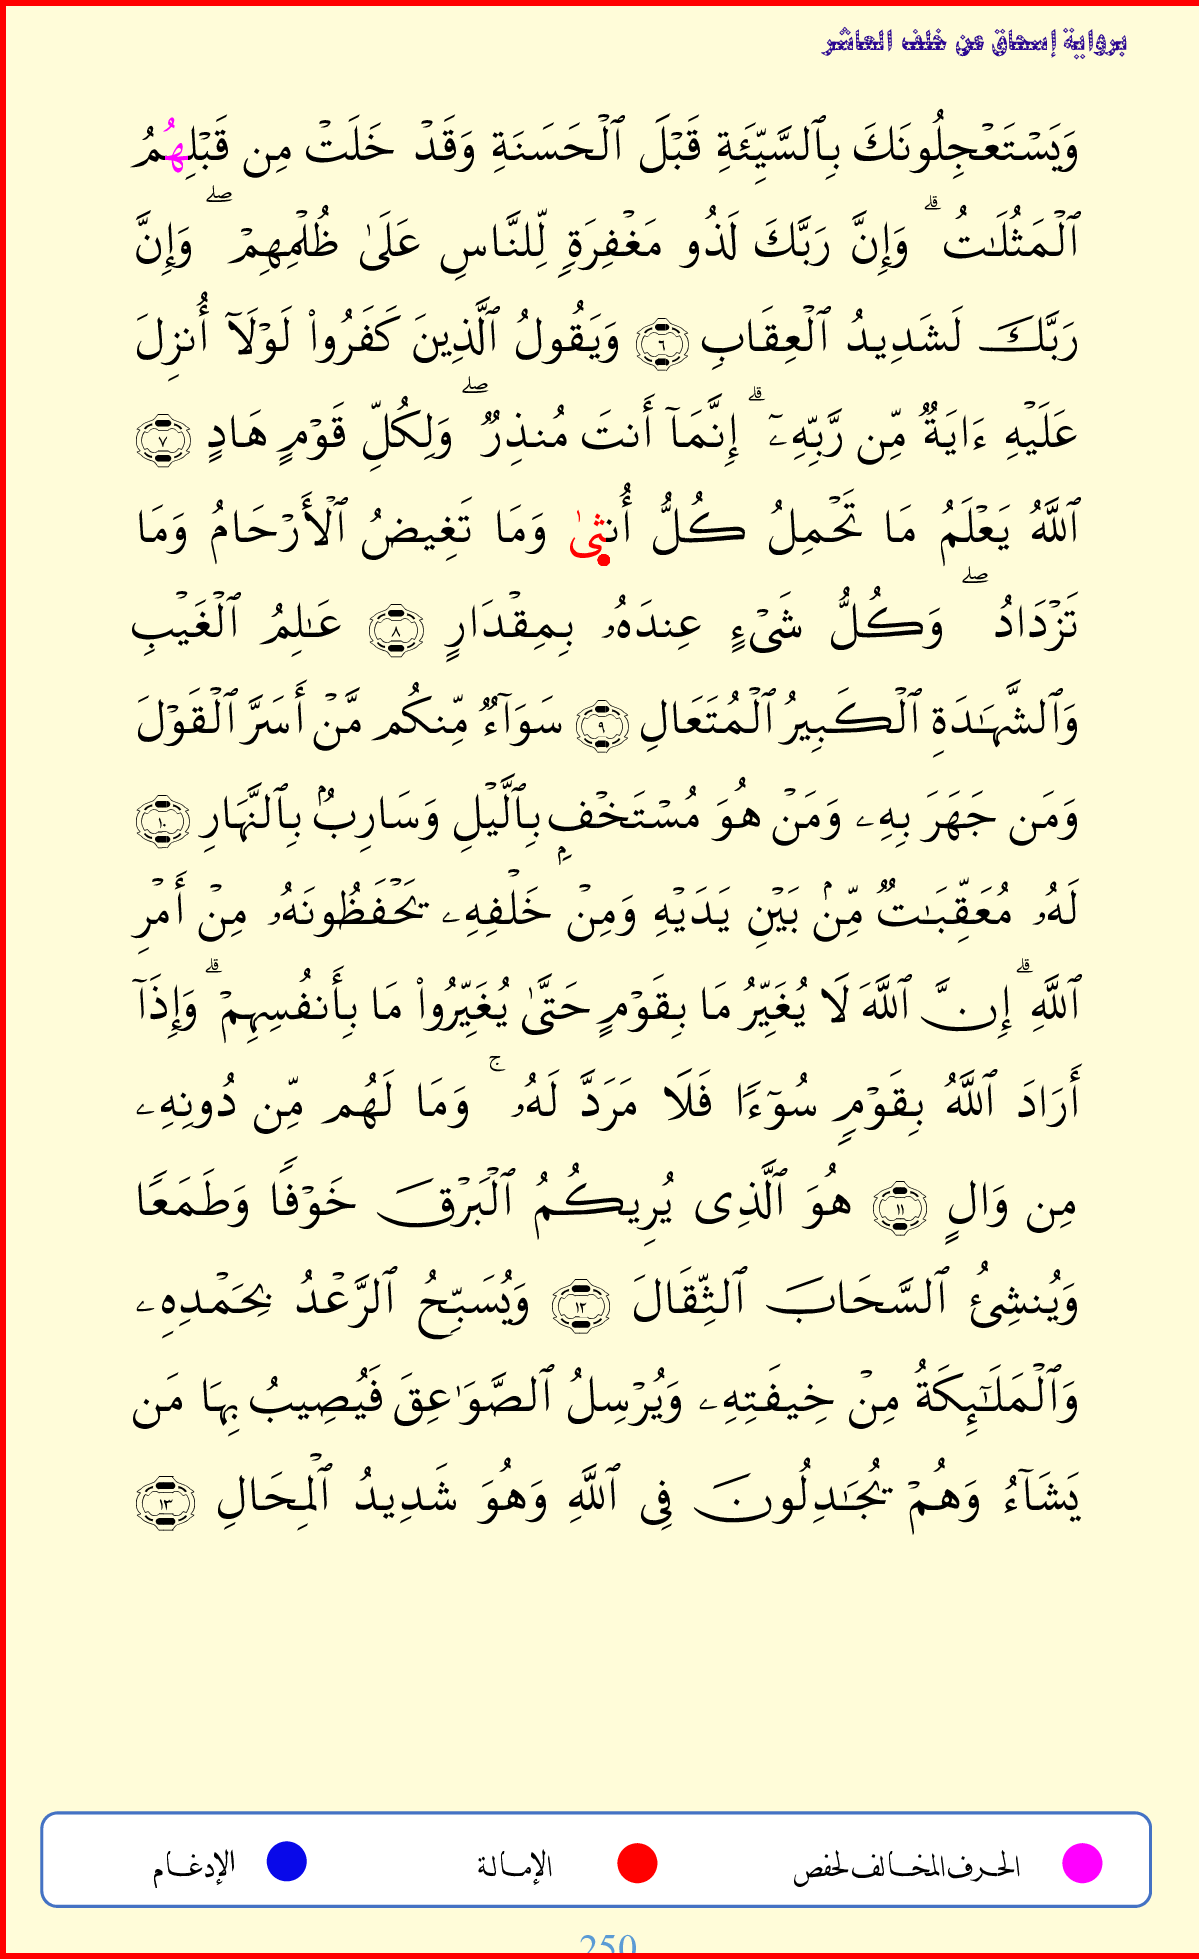 برواية إسحاق عن خلف العاشر
وَيَسۡتَعۡجِلُونَكَ بِٱلسَّيِّئَةِ قَبۡلَ ٱلۡحَسَنَةِ وَقَدۡ خَلَتۡ مِن قَبۡلِهُمُ
ٱلۡمَثُلَٰتُۗ وَإِنَّ رَبَّكَ لَذُو مَغۡفِرَةٖ لِّلنَّاسِ عَلَىٰ ظُلۡمِهِمۡۖ وَإِنَّ
رَبَّكَ لَشَدِيدُ ٱلۡعِقَابِ ٦ وَيَقُولُ ٱلَّذِينَ كَفَرُواْ لَوۡلَآ أُنزِلَ
عَلَيۡهِ ءَايَةٞ مِّن رَّبِّهِۦٓۗ إِنَّمَآ أَنتَ مُنذِرٞۖ وَلِكُلِّ قَوۡمٍ هَادٍ ٧
ٱللَّهُ يَعۡلَمُ مَا تَحۡمِلُ كُلُّ أُنثىٰ وَمَا تَغِيضُ ٱلۡأَرۡحَامُ وَمَا
تَزۡدَادُۖ وَكُلُّ شَيۡءٍ عِندَهُۥ بِمِقۡدَارٍ ٨ عَٰلِمُ ٱلۡغَيۡبِ
وَٱلشَّهَٰدَةِ ٱلۡكَبِيرُ ٱلۡمُتَعَالِ ٩ سَوَآءٞ مِّنكُم مَّنۡ أَسَرَّ ٱلۡقَوۡلَ
وَمَن جَهَرَ بِهِۦ وَمَنۡ هُوَ مُسۡتَخۡفِۭ بِٱلَّيۡلِ وَسَارِبُۢ بِٱلنَّهَارِ ١٠
لَهُۥ مُعَقِّبَٰتٞ مِّنۢ بَيۡنِ يَدَيۡهِ وَمِنۡ خَلۡفِهِۦ يَحۡفَظُونَهُۥ مِنۡ أَمۡرِ
ٱللَّهِۗ إِنَّ ٱللَّهَ لَا يُغَيِّرُ مَا بِقَوۡمٍ حَتَّىٰ يُغَيِّرُواْ مَا بِأَنفُسِهِمۡۗ وَإِذَآ
أَرَادَ ٱللَّهُ بِقَوۡمٖ سُوٓءٗا فَلَا مَرَدَّ لَهُۥۚ وَمَا لَهُم مِّن دُونِهِۦ
مِن وَالٍ ١١ هُوَ ٱلَّذِي يُرِيكُمُ ٱلۡبَرۡقَ خَوۡفٗا وَطَمَعٗا
وَيُنشِئُ ٱلسَّحَابَ ٱلثِّقَالَ ١٢ وَيُسَبِّحُ ٱلرَّعۡدُ بِحَمۡدِهِۦ
وَٱلۡمَلَٰٓئِكَةُ مِنۡ خِيفَتِهِۦ وَيُرۡسِلُ ٱلصَّوَٰعِقَ فَيُصِيبُ بِهَا مَن
يَشَآءُ وَهُمۡ يُجَٰدِلُونَ فِي ٱللَّهِ وَهُوَ شَدِيدُ ٱلۡمِحَالِ ١٣
الحرف المخالف لحفص الإمالة الإدغام
250